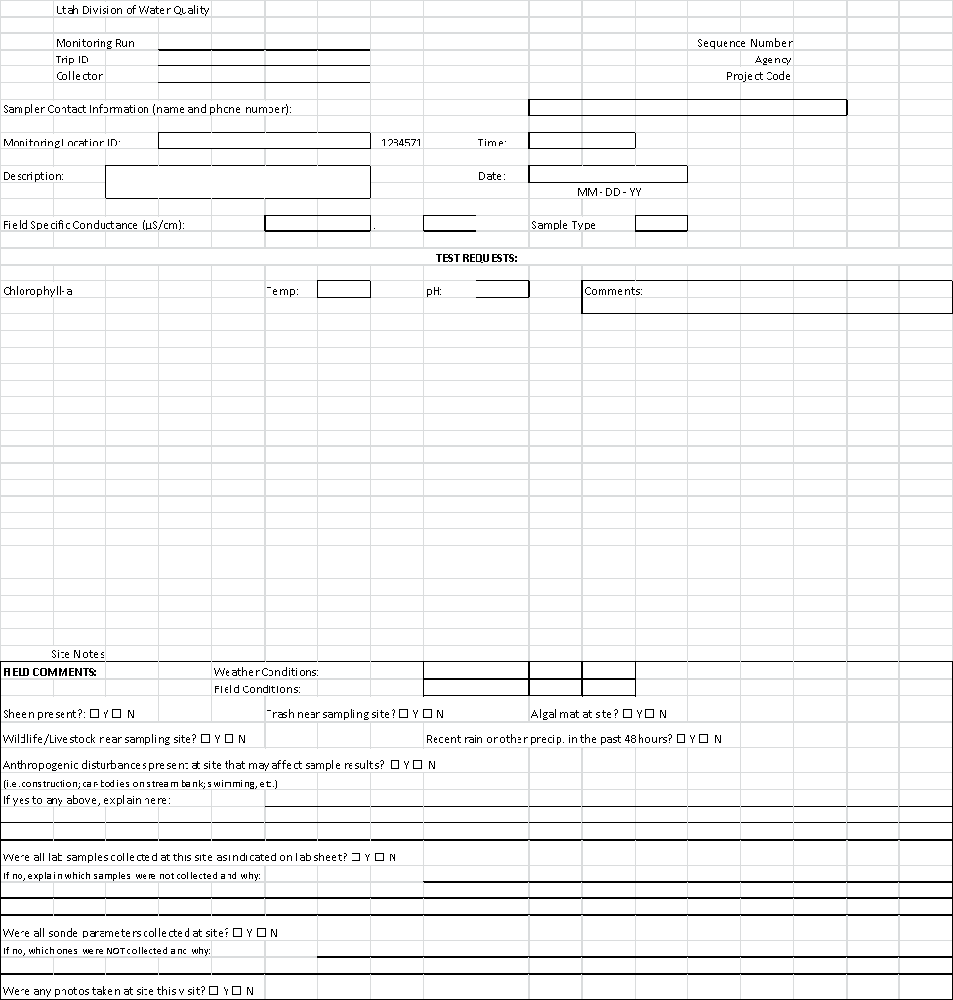 Utah Division of Water Quality
Monitoring Run Sequence Number
Trip ID Agency
Collector Project Code
Sampler Contact Information (name and phone number):
Monitoring Location ID: 1234571 Time:
Description: Date:
MM - DD - YY
Field Specific Conductance (µS/cm): . Sample Type
TEST REQUESTS:
Chlorophyll-a Temp: pH: Comments:
Site Notes
FIELD COMMENTS: Weather Conditions:
Field Conditions:
Sheen present?: ☐ Y ☐ N Trash near sampling site? ☐ Y ☐ N Algal mat at site? ☐ Y ☐ N
Wildlife/Livestock near sampling site? ☐ Y ☐ N Recent rain or other precip. in the past 48 hours? ☐ Y ☐ N
Anthropogenic disturbances present at site that may affect sample results? ☐ Y ☐ N
(i.e. construction; car-bodies on stream bank; swimming, etc.)
If yes to any above, explain here:
Were all lab samples collected at this site as indicated on lab sheet? ☐ Y ☐ N
If no, explain which samples were not collected and why:
Were all sonde parameters collected at site? ☐ Y ☐ N
If no, which ones were NOT collected and why:
Were any photos taken at site this visit? ☐ Y ☐ N